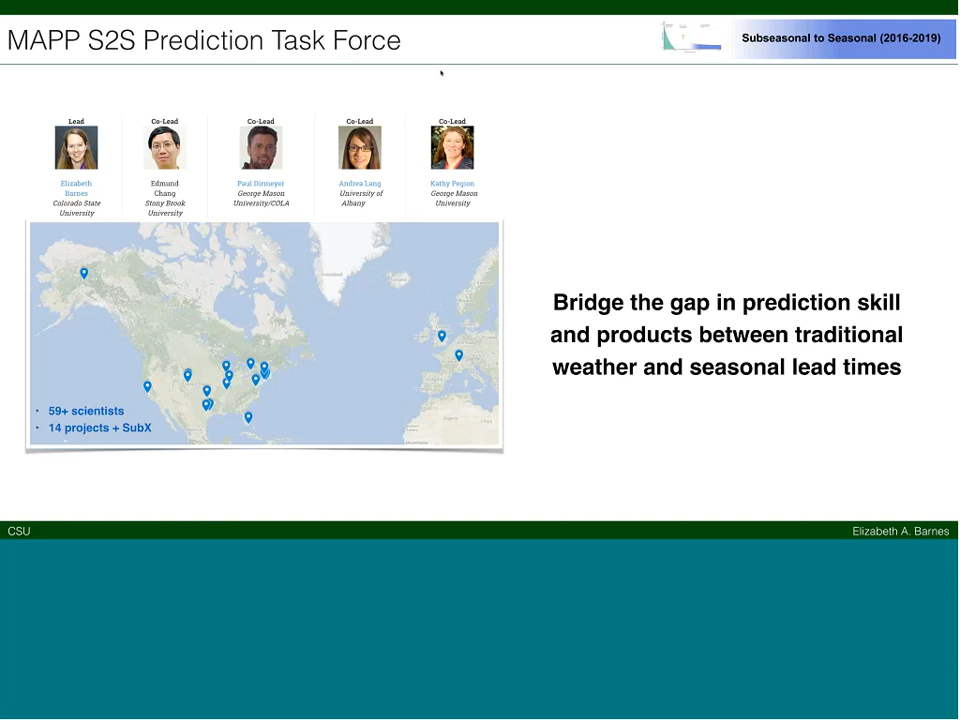 MAPP S2S Prediction Task Force
Subseasonal to Seasonal (2016-2019)
Lead
Co-Lead
Co-Lead
Co-Lead
Co-Lead
Elizabeth
Barnes
Colorado State
University
Edmund
Chang
Stony Brook
University
Paul Dirmeyer
George Mason
University/COLA
Andrea Lang
University of
Albany
Kathy Pegion
George Mason
University
• 59+ scientists
• 14 projects + SubX
Bridge the gap in prediction skill
and products between traditional
weather and seasonal lead times
CSU
Elizabeth A. Barnes